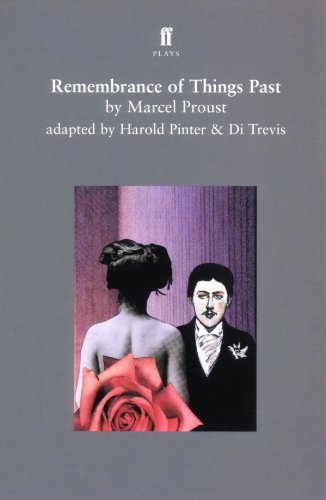 ff
PLAYS
Remembrance of Things Past
by Marcel Proust
adapted by Harold Pinter & Di Trevis